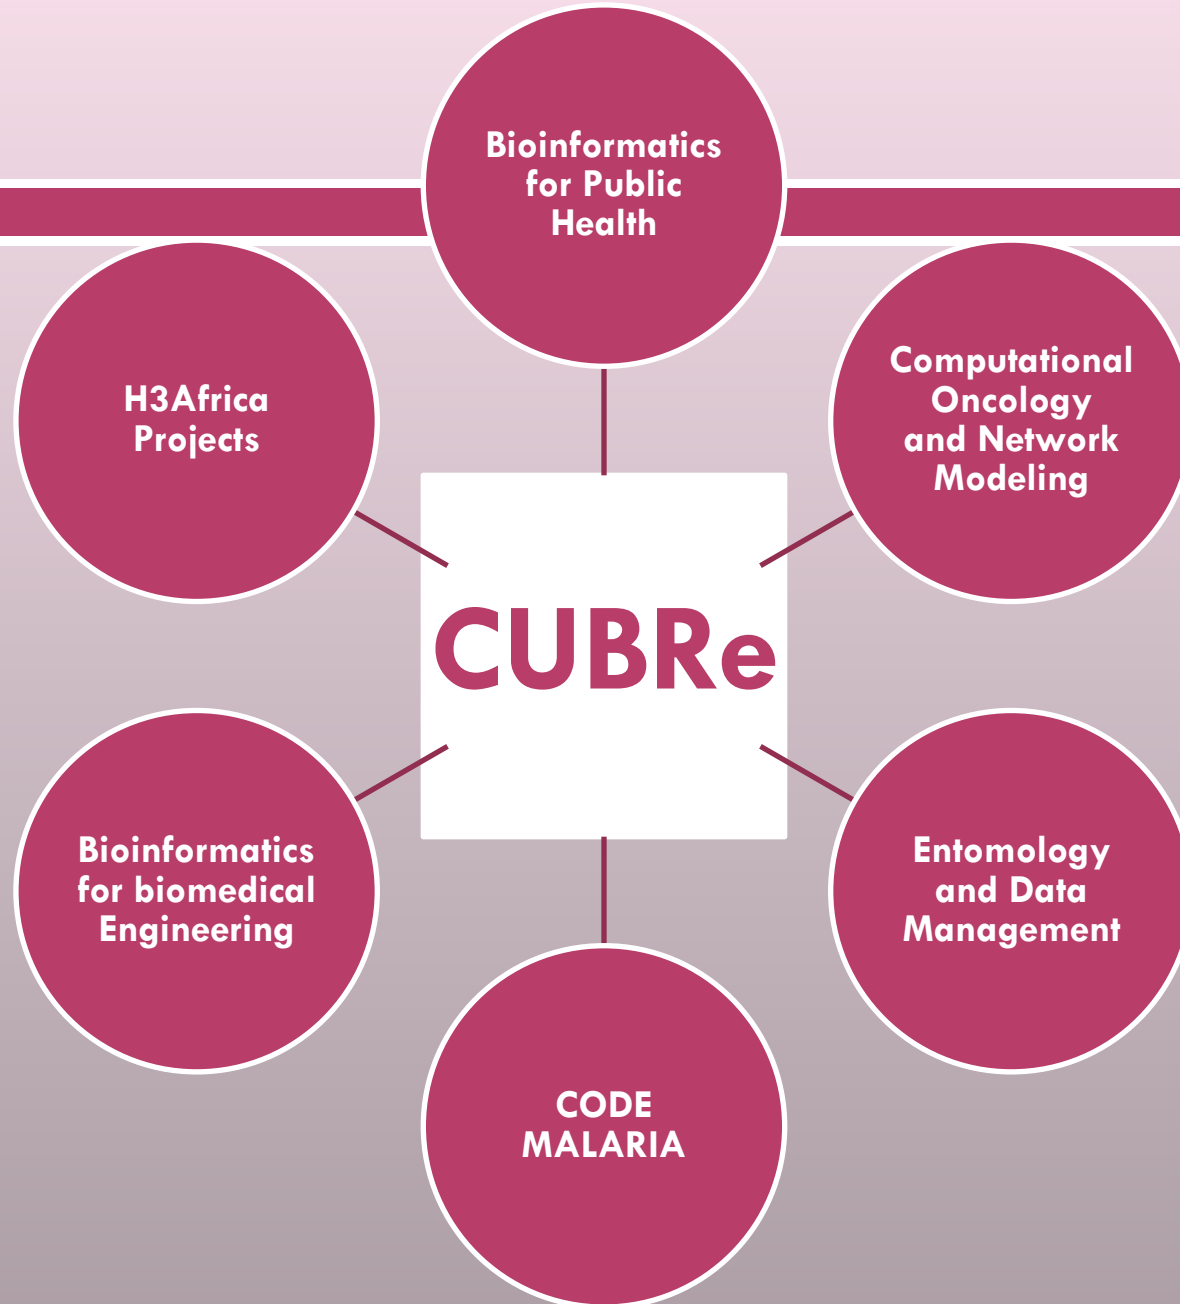 Bioinformatics
for Public
Health
H3Africa
Projects
Computational
Oncology
and Network
Modeling
CUBRe
Bioinformatics
for biomedical
Engineering
Entomology
and Data
Management
CODE
MALARIA